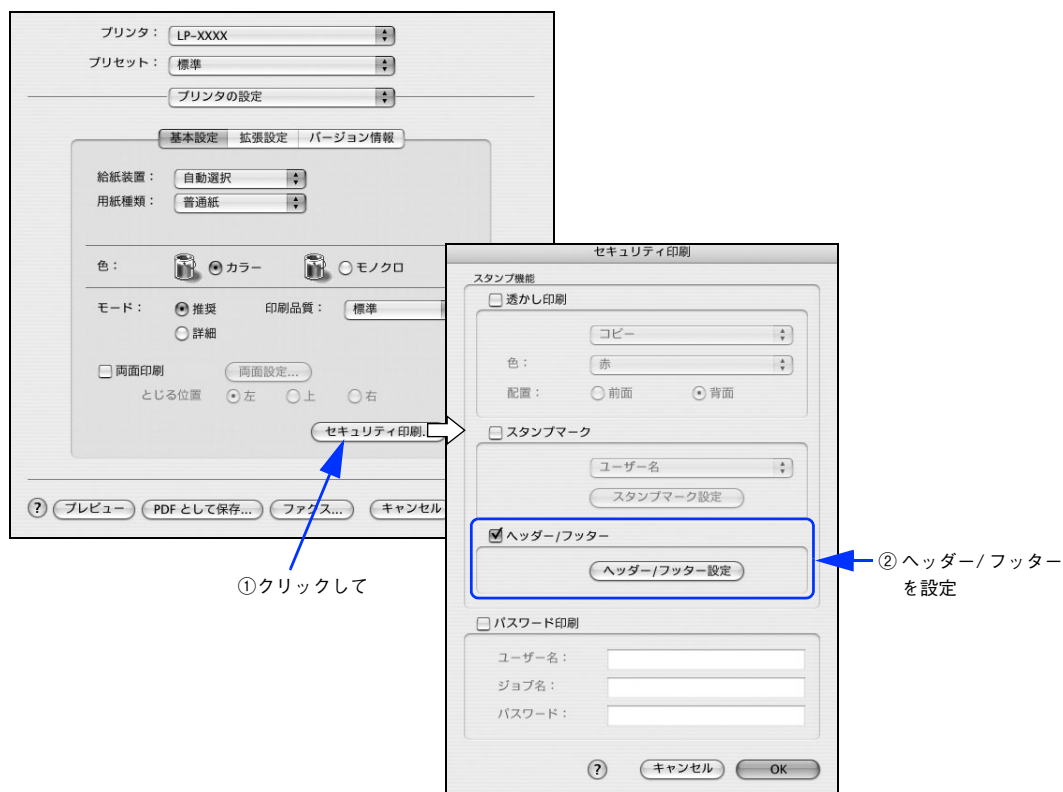 プリンタ： LP-XXXX
プリセット： 標準
プリンタの設定
基本設定 拡張設定 バージョン情報
給紙装置： 自動選択
用紙種類： 普通紙
色： カラー モノクロ
モード： 推奨 印刷品質： 標準
詳細
両面印刷 両面設定...
とじる位置 左 上 右
セキュリティ印刷..
? プレビュー PDF として保存... ファクス... キャンセル
①クリックして
セキュリティ印刷
スタンプ機能
透かし印刷
コピー
色： 赤
配置： 前面 背面
スタンプマーク
ユーザー名
スタンプマーク設定
ヘッダー/フッター
ヘッダー/フッター設定
② ヘッダー/ フッター
を設定
パスワード印刷
ユーザー名：
ジョブ名：
パスワード：
? キャンセル OK